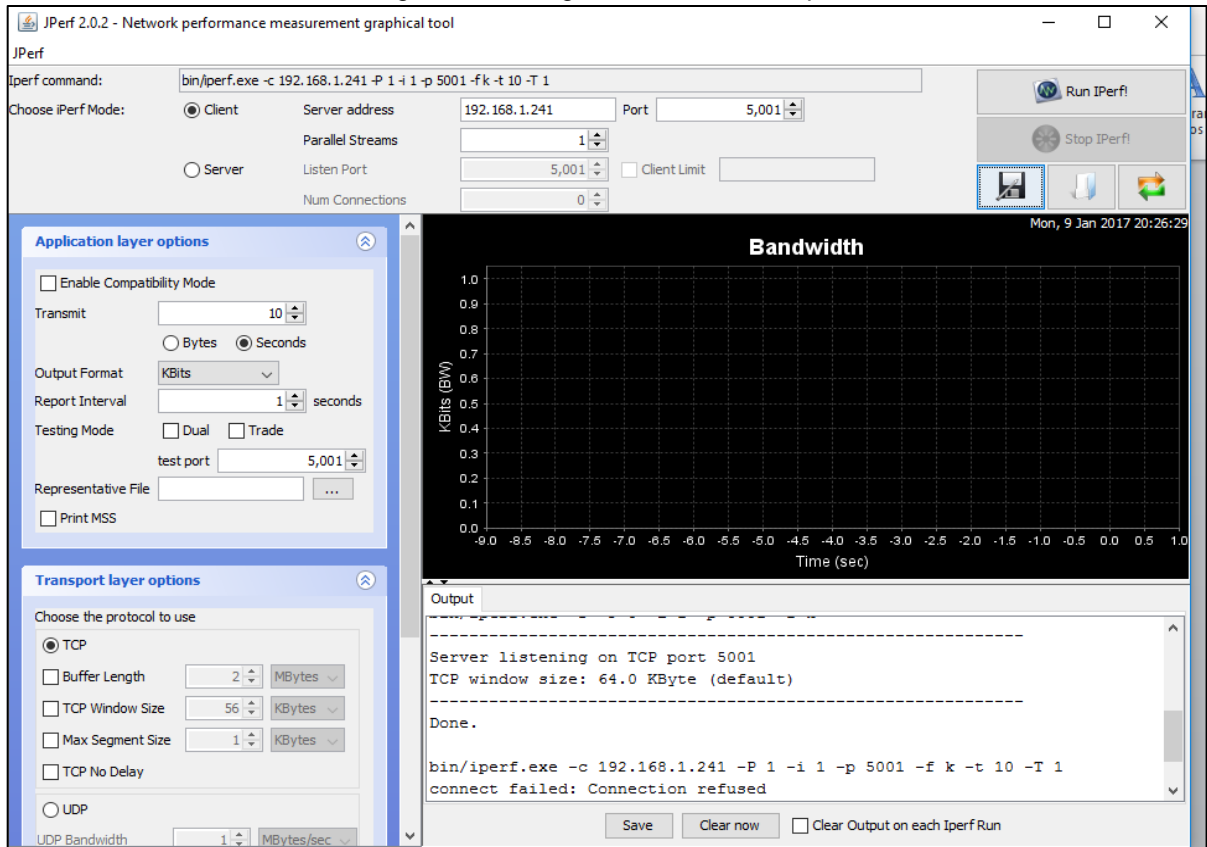 JPerf 2.0.2 - Network performance measurement graphical tool
JPerf
Iperf command: bin/iperf.exe -c 192.168.1.241 -P 1 -i 1 -p 5001 -f k -t 10 -T 1
Run IPerf!
Choose iPerf Mode: Client Server address 192.168.1.241 Port 5,001
Parallel Streams 1
Stop IPerf!
Server Listen Port 5,001 Client Limit
Num Connections 0
Mon, 9 Jan 2017 20:26:29
Application layer options
Enable Compatibility Mode
Transmit 10
Bytes Seconds
Output Format KBits
Report Interval 1 seconds
Testing Mode Dual Trade
test port 5,001
Representative File ...
Print MSS
Bandwidth
1.0
0.9
0.8
0.7
0.6
0.5
0.4
0.3
0.2
0.1
0.0
KBits (BW)
-9.0 -8.5 -8.0 -7.5 -7.0 -6.5 -6.0 -5.5 -5.0 -4.5 -4.0 -3.5 -3.0 -2.5 -2.0 -1.5 -1.0 -0.5 0.0 0.5 1.0
Time (sec)
Transport layer options
Choose the protocol to use
TCP
Buffer Length 2 MBytes
TCP Window Size 56 KBytes
Max Segment Size 1 KBytes
TCP No Delay
UDP
UDP Bandwidth 1 MBytes/sec
Output
------------------------------------------------------------
Server listening on TCP port 5001
TCP window size: 64.0 KByte (default)
------------------------------------------------------------
Done.
bin/iperf.exe -c 192.168.1.241 -P 1 -i 1 -p 5001 -f k -t 10 -T 1
connect failed: Connection refused
Save Clear now Clear Output on each Iperf Run